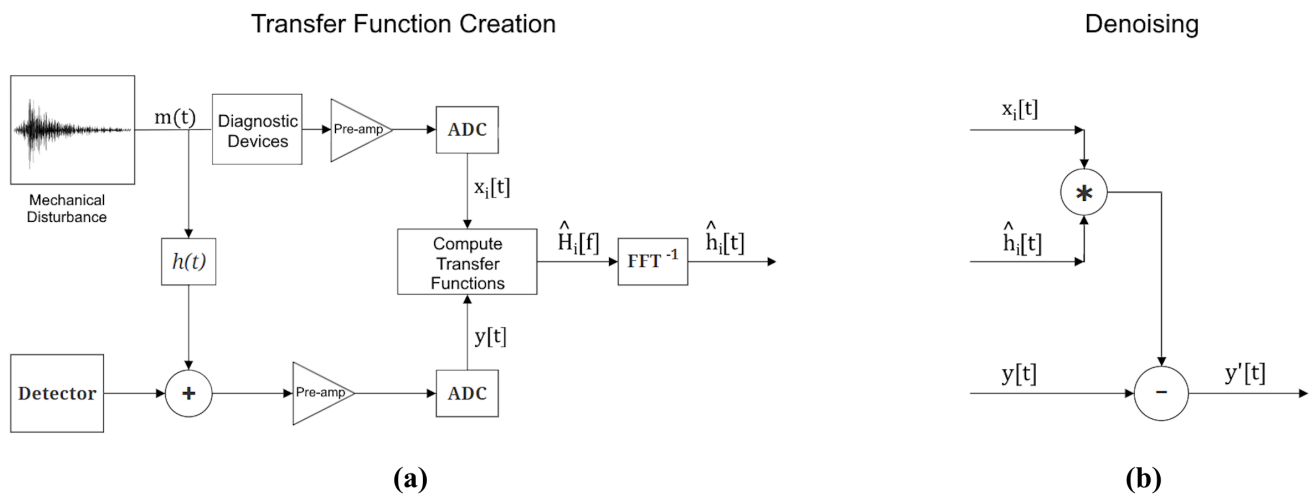 Transfer Function Creation
Denoising
m(t)
Diagnostic
Devices
Pre-amp
ADC
Mechanical
Disturbance
xᵢ[t]
h(t)
Compute
Transfer
Functions
Ĥᵢ[f]
FFT⁻¹
ĥᵢ[t]
y[t]
Detector
+
Pre-amp
ADC
(a)
xᵢ[t]
*
ĥᵢ[t]
y[t]
-
y'[t]
(b)